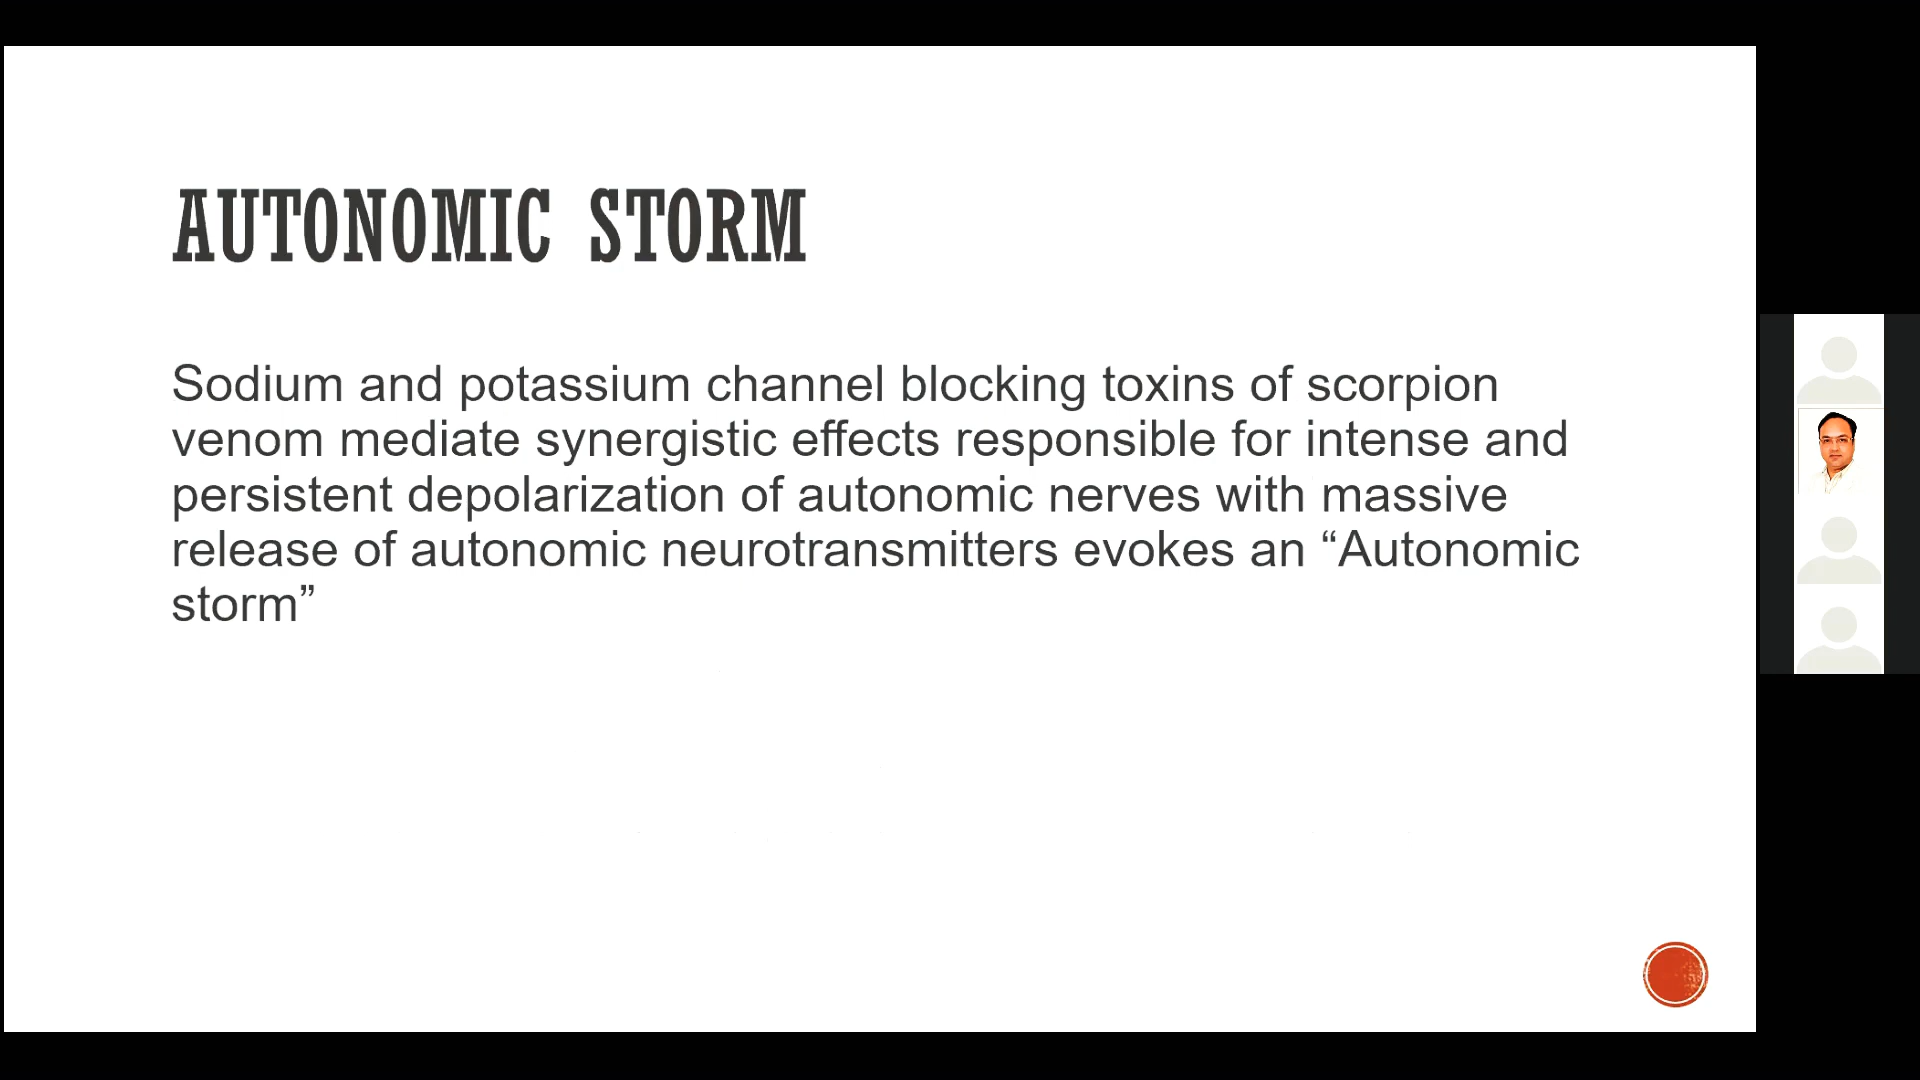 AUTONOMIC STORM
Sodium and potassium channel blocking toxins of scorpion
venom mediate synergistic effects responsible for intense and
persistent depolarization of autonomic nerves with massive
release of autonomic neurotransmitters evokes an “Autonomic
storm”